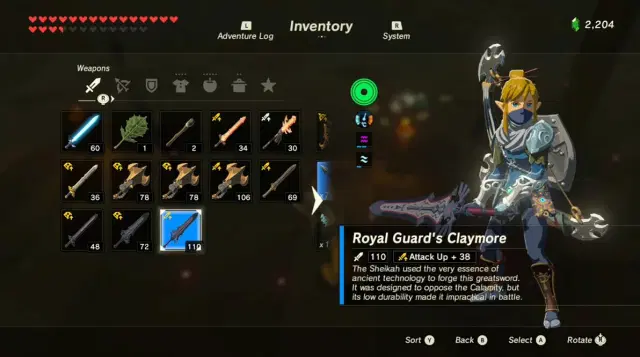 L
Adventure Log
Inventory
R
System
2,204
Weapons
R
60
1
2
34
30
36
78
78
106
69
48
72
110
x 1
Royal Guard's Claymore
110
Attack Up + 38
The Sheikah used the very essence of
ancient technology to forge this greatsword.
It was designed to oppose the Calamity, but
its low durability made it impractical in battle.
Sort Y
Back B
Select A
Rotate R